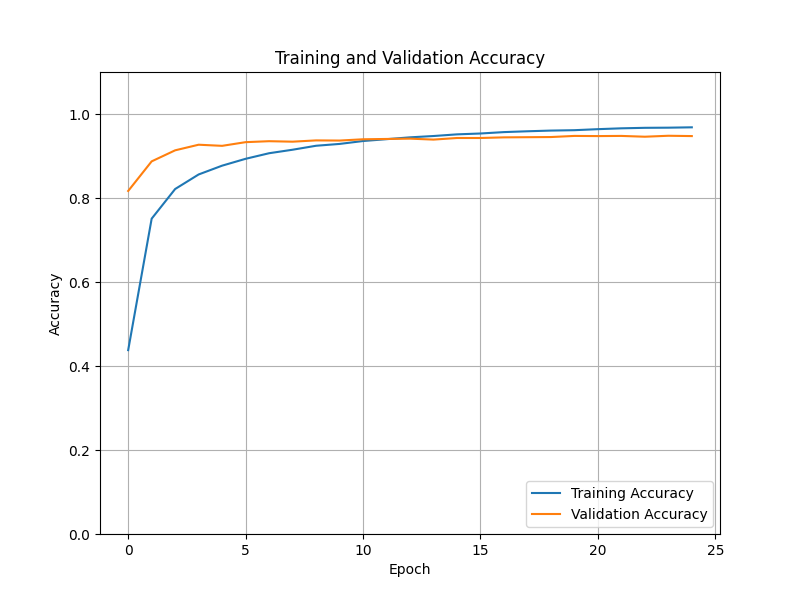 Training and Validation Accuracy
Accuracy
1.0
0.8
0.6
0.4
0.2
0.0
0
5
10
15
20
25
Epoch
Training Accuracy
Validation Accuracy